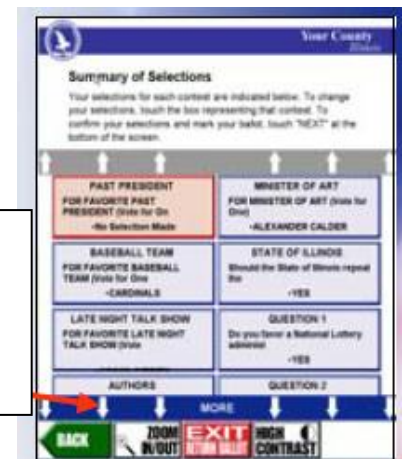 Your County
Illinois
Summary of Selections
Your selections for each contest are indicated below. To change
your selections, touch the box representing that contest. To
confirm your selections and mark your ballot, touch "NEXT" at the
bottom of the screen.
PAST PRESIDENT
FOR FAVORITE PAST
PRESIDENT (Vote for On
-No Selection Made
MINISTER OF ART
FOR MINISTER OF ART (Vote for
One)
-ALEXANDER CALDER
BASEBALL TEAM
FOR FAVORITE BASEBALL
TEAM (Vote for One
-CARDINALS
STATE OF ILLINOIS
Should the State of Illinois repeal
the
-YES
LATE NIGHT TALK SHOW
FOR FAVORITE LATE NIGHT
TALK SHOW (Vote
QUESTION 1
Do you favor a National Lottery
administ
-YES
AUTHORS
QUESTION 2
MORE
BACK
ZOOM
IN/OUT
EXIT
RETURN BALLOT
HIGH
CONTRAST